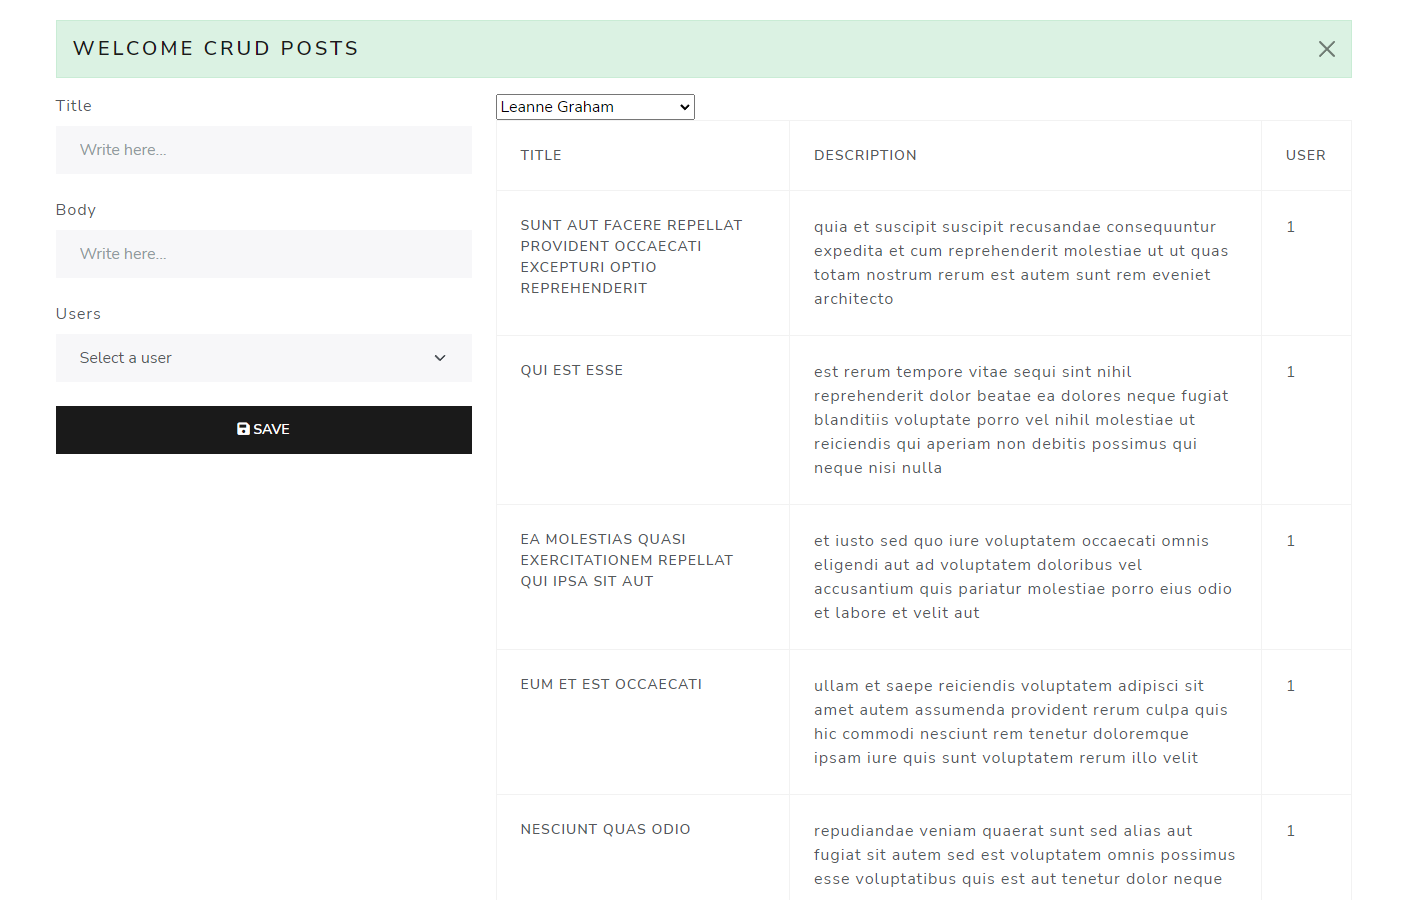 WELCOME CRUD POSTS
Title
Write here...
Body
Write here...
Users
Select a user
SAVE
Leanne Graham
TITLE
DESCRIPTION
USER
SUNT AUT FACERE REPELLAT
PROVIDENT OCCAECATI
EXCEPTURI OPTIO
REPREHENDERIT
quia et suscipit suscipit recusandae consequuntur
expedita et cum reprehenderit molestiae ut ut quas
totam nostrum rerum est autem sunt rem eveniet
architecto
1
QUI EST ESSE
est rerum tempore vitae sequi sint nihil
reprehenderit dolor beatae ea dolores neque fugiat
blanditiis voluptate porro vel nihil molestiae ut
reiciendis qui aperiam non debitis possimus qui
neque nisi nulla
1
EA MOLESTIAS QUASI
EXERCITATIONEM REPELLAT
QUI IPSA SIT AUT
et iusto sed quo iure voluptatem occaecati omnis
eligendi aut ad voluptatem doloribus vel
accusantium quis pariatur molestiae porro eius odio
et labore et velit aut
1
EUM ET EST OCCAECATI
ullam et saepe reiciendis voluptatem adipisci sit
amet autem assumenda provident rerum culpa quis
hic commodi nesciunt rem tenetur doloremque
ipsam iure quis sunt voluptatem rerum illo velit
1
NESCIUNT QUAS ODIO
repudiandae veniam quaerat sunt sed alias aut
fugiat sit autem sed est voluptatem omnis possimus
esse voluptatibus quis est aut tenetur dolor neque
1